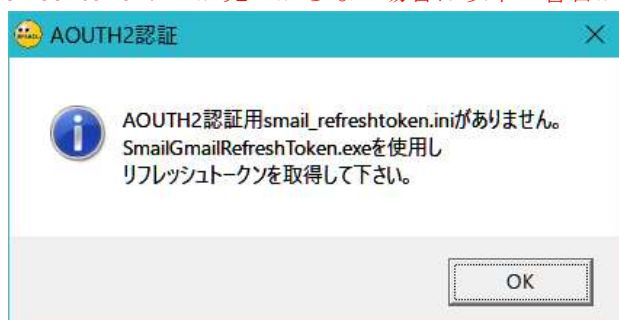 AOUTH2認証
AOUTH2認証用smail_refreshtoken.iniがありません。
SmailGmailRefreshToken.exeを使用し
リフレッシュトークンを取得して下さい。
OK